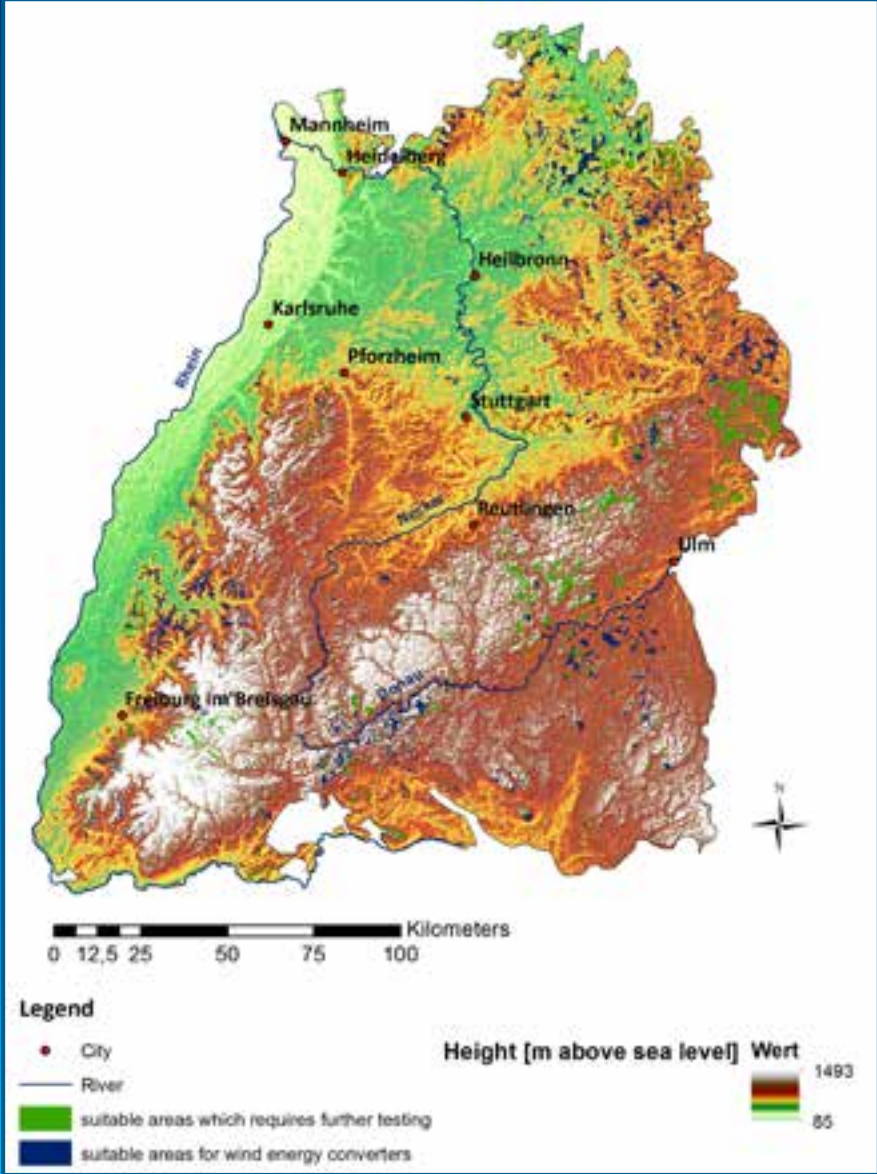 Mannheim
Heidelberg
Heilbronn
Karlsruhe
Rhein
Pforzheim
Stuttgart
Neckar
Reutlingen
Ulm
Donau
Freiburg im Breisgau
N
Kilometers
0 12,5 25 50 75 100
Legend
City
River
suitable areas which requires further testing
suitable areas for wind energy converters
Height [m above sea level] Wert
1493
85